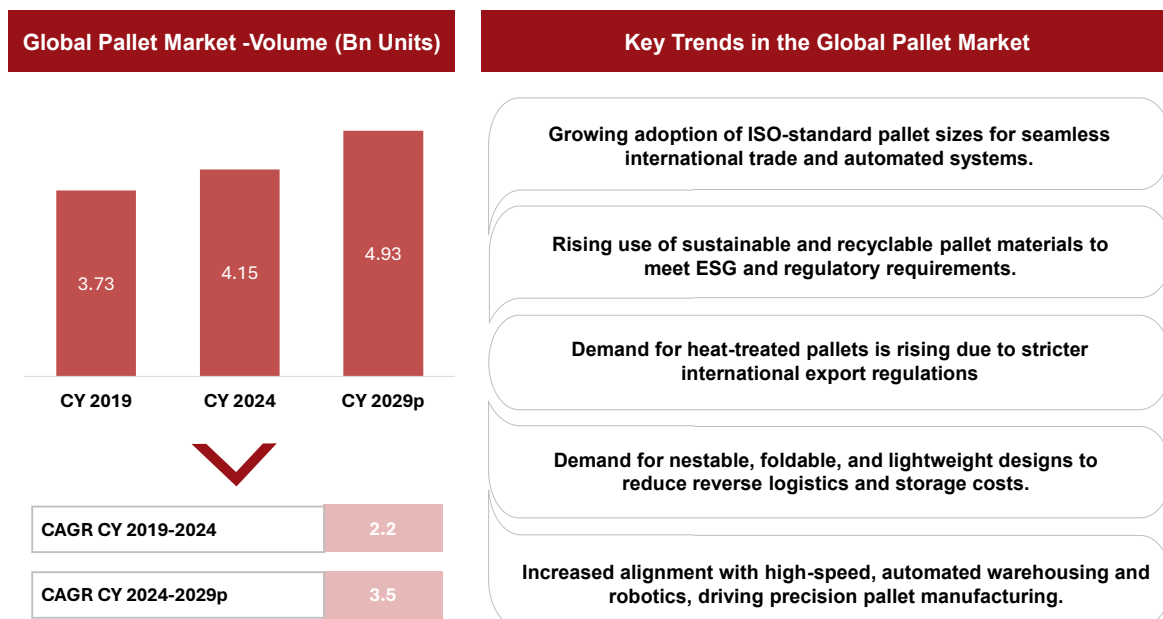 Global Pallet Market -Volume (Bn Units)
3.73
4.15
4.93
CY 2019
CY 2024
CY 2029p
CAGR CY 2019-2024
2.2
CAGR CY 2024-2029p
3.5
Key Trends in the Global Pallet Market
Growing adoption of ISO-standard pallet sizes for seamless
international trade and automated systems.
Rising use of sustainable and recyclable pallet materials to
meet ESG and regulatory requirements.
Demand for heat-treated pallets is rising due to stricter
international export regulations
Demand for nestable, foldable, and lightweight designs to
reduce reverse logistics and storage costs.
Increased alignment with high-speed, automated warehousing and
robotics, driving precision pallet manufacturing.